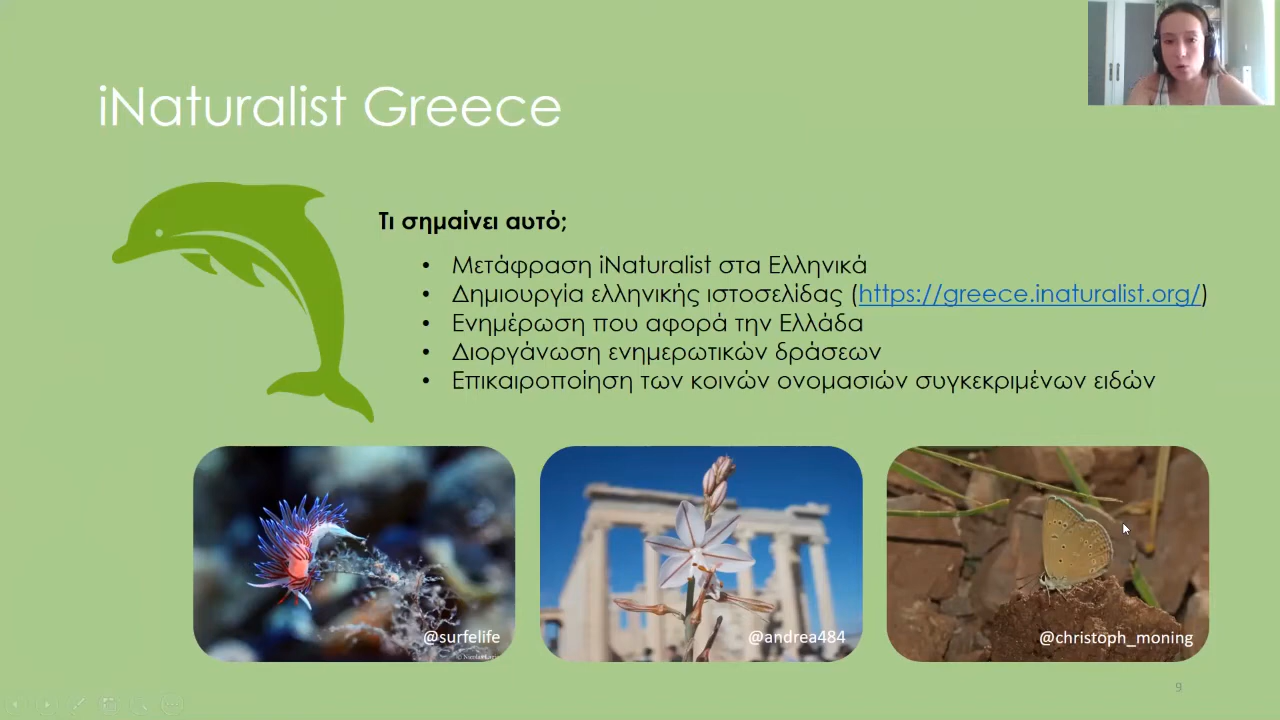 iNaturalist Greece
Τι σημαίνει αυτό;
• Μετάφραση iNaturalist στα Ελληνικά
• Δημιουργία ελληνικής ιστοσελίδας (https://greece.inaturalist.org/)
• Ενημέρωση που αφορά την Ελλάδα
• Διοργάνωση ενημερωτικών δράσεων
• Επικαιροποίηση των κοινών ονομασιών συγκεκριμένων ειδών
@surfelife
@andrea484
@christoph_moning
9